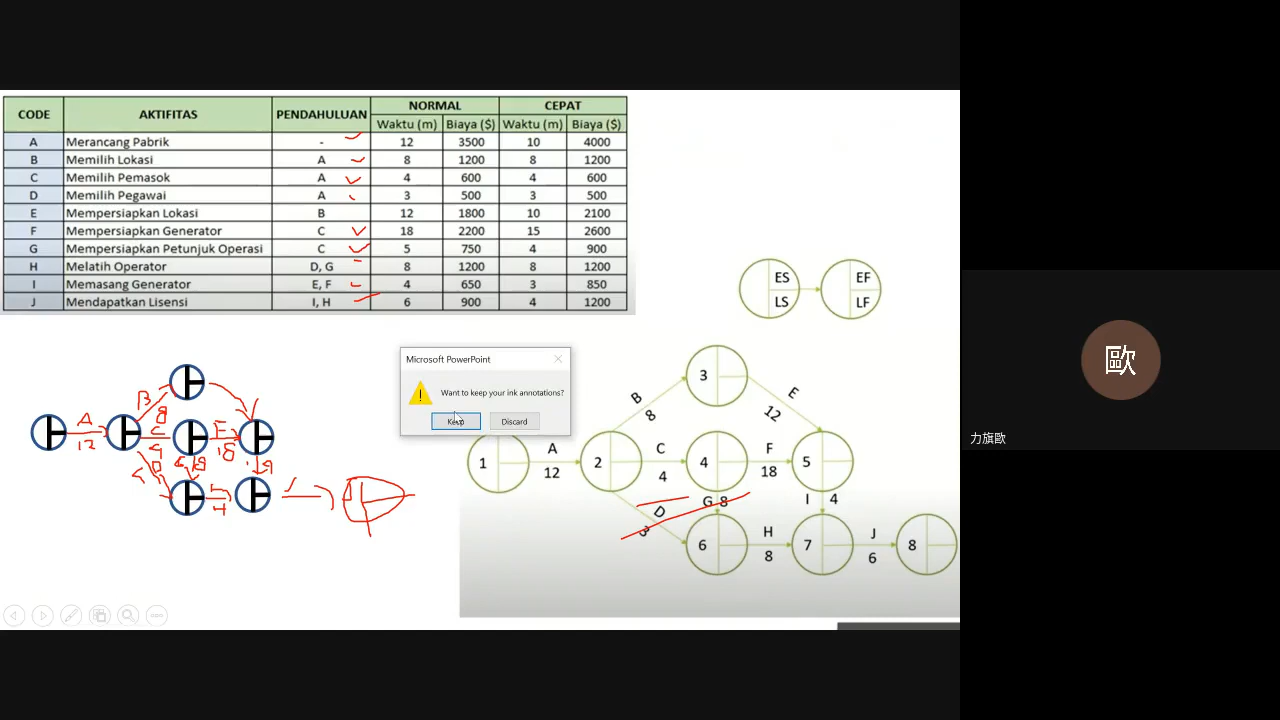 CODE AKTIFITAS PENDAHULUAN NORMAL CEPAT
Waktu (m) Biaya ($) Waktu (m) Biaya ($)
A Merancang Pabrik - 12 3500 10 4000
B Memilih Lokasi A 8 1200 8 1200
C Memilih Pemasok A 4 600 4 600
D Memilih Pegawai A 3 500 3 500
E Mempersiapkan Lokasi B 12 1800 10 2100
F Mempersiapkan Generator C 18 2200 15 2600
G Mempersiapkan Petunjuk Operasi C 5 750 4 900
H Melatih Operator D, G 8 1200 8 1200
I Memasang Generator E, F 4 650 3 850
J Mendapatkan Lisensi I, H 6 900 4 1200
ES EF
LS LF
Microsoft PowerPoint
Want to keep your ink annotations?
Keep Discard
A
12
B
8
3
E
12
1 A 2 C 4 F 5
12 4 18
D
3
G 8
I 4
6 H 7 J 8
8 6
歐
力旗歐